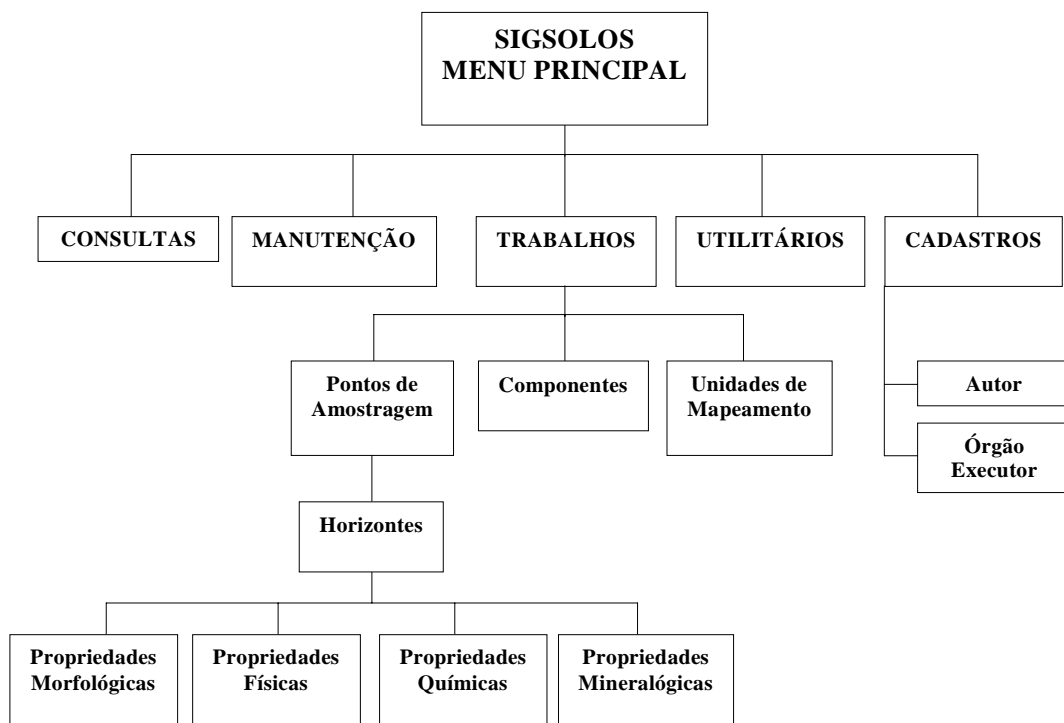 SIGSOLOS
MENU PRINCIPAL
CONSULTAS
MANUTENÇÃO
TRABALHOS
UTILITÁRIOS
CADASTROS
Pontos de
Amostragem
Componentes
Unidades de
Mapeamento
Autor
Órgão
Executor
Horizontes
Propriedades
Morfológicas
Propriedades
Físicas
Propriedades
Químicas
Propriedades
Mineralógicas